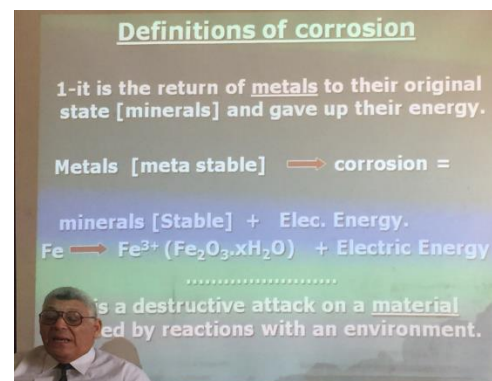 Definitions of corrosion
1-it is the return of metals to their original
state [minerals] and gave up their energy.
Metals [meta stable] → corrosion =
minerals [Stable] + Elec. Energy.
Fe → Fe³⁺ (Fe₂O₃.xH₂O) + Electric Energy
........................
is a destructive attack on a material
by reactions with an environment.